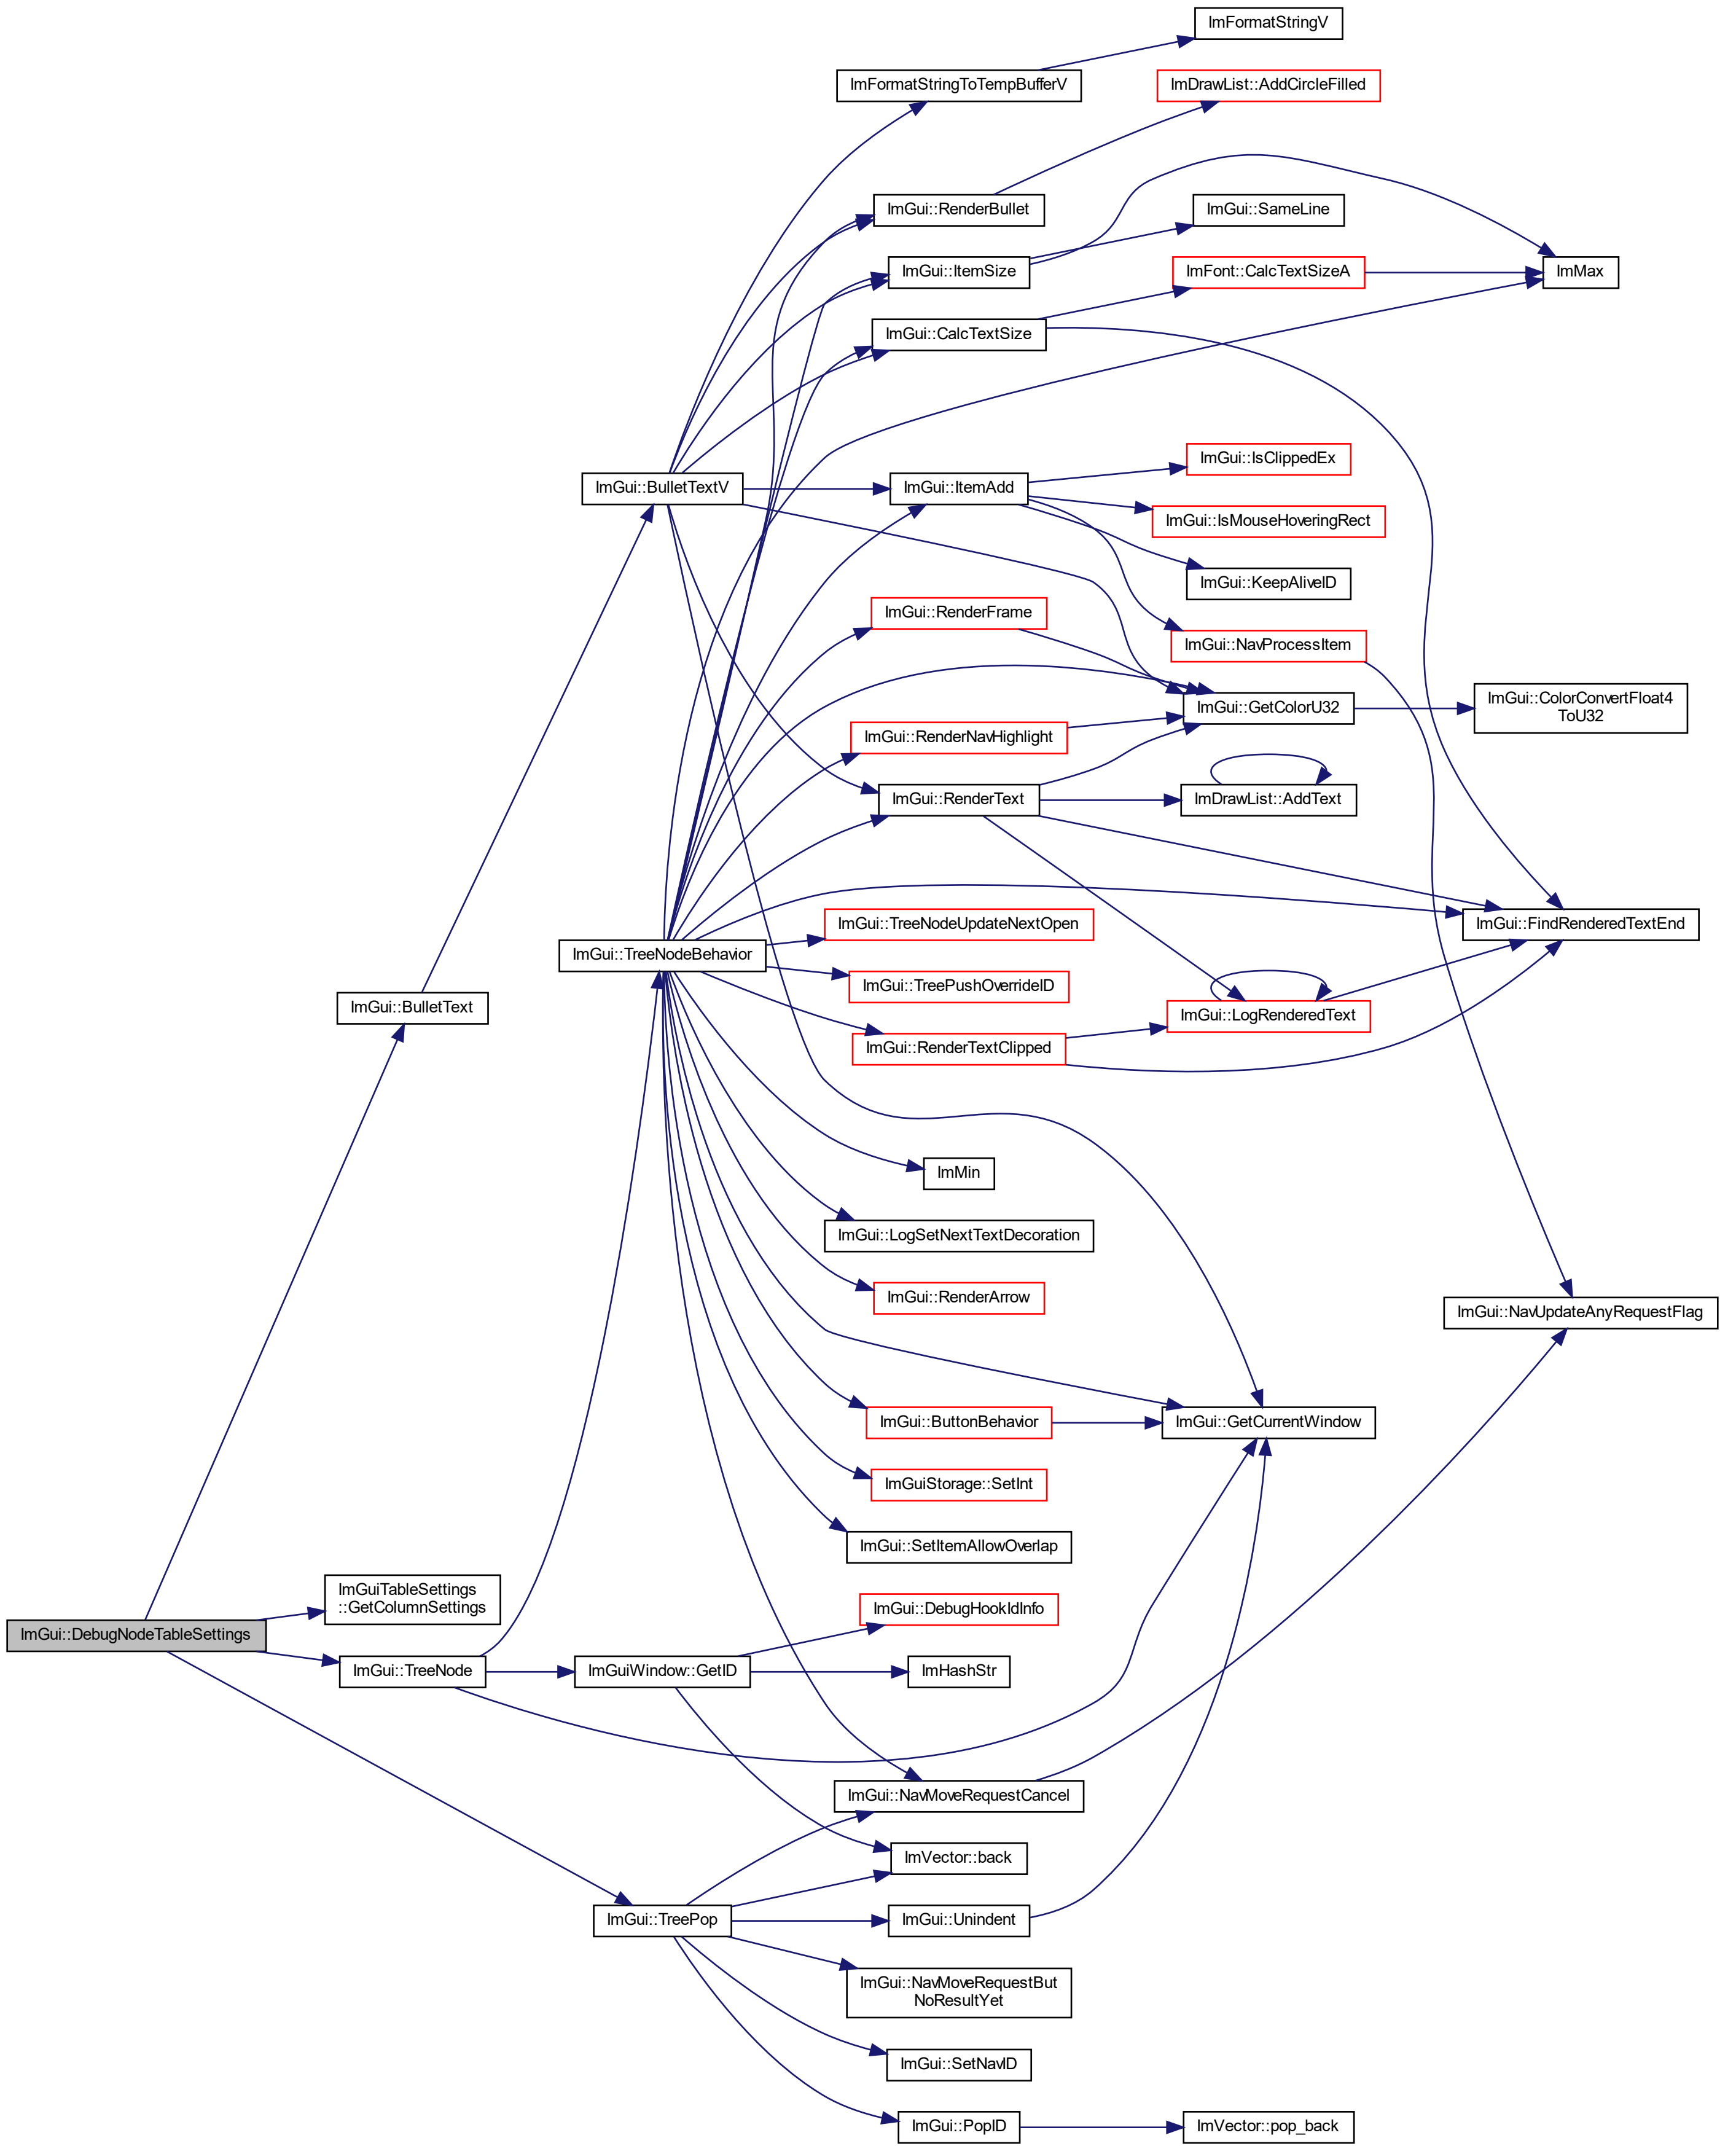 ImFormatStringV
ImFormatStringToTempBufferV
ImDrawList::AddCircleFilled
ImGui::RenderBullet
ImGui::SameLine
ImGui::ItemSize
ImFont::CalcTextSizeA
ImMax
ImGui::CalcTextSize
ImGui::IsClippedEx
ImGui::BulletTextV
ImGui::ItemAdd
ImGui::IsMouseHoveringRect
ImGui::KeepAliveID
ImGui::RenderFrame
ImGui::NavProcessItem
ImGui::GetColorU32
ImGui::ColorConvertFloat4
ToU32
ImGui::RenderNavHighlight
ImGui::RenderText
ImDrawList::AddText
ImGui::TreeNodeUpdateNextOpen
ImGui::FindRenderedTextEnd
ImGui::TreeNodeBehavior
ImGui::TreePushOverrideID
ImGui::BulletText
ImGui::LogRenderedText
ImGui::RenderTextClipped
ImMin
ImGui::LogSetNextTextDecoration
ImGui::RenderArrow
ImGui::NavUpdateAnyRequestFlag
ImGui::ButtonBehavior
ImGui::GetCurrentWindow
ImGuiStorage::SetInt
ImGui::SetItemAllowOverlap
ImGuiTableSettings
::GetColumnSettings
ImGui::DebugHookIdInfo
ImGui::DebugNodeTableSettings
ImGui::TreeNode
ImGuiWindow::GetID
ImHashStr
ImGui::NavMoveRequestCancel
ImVector::back
ImGui::TreePop
ImGui::Unindent
ImGui::NavMoveRequestBut
NoResultYet
ImGui::SetNavID
ImGui::PopID
ImVector::pop_back